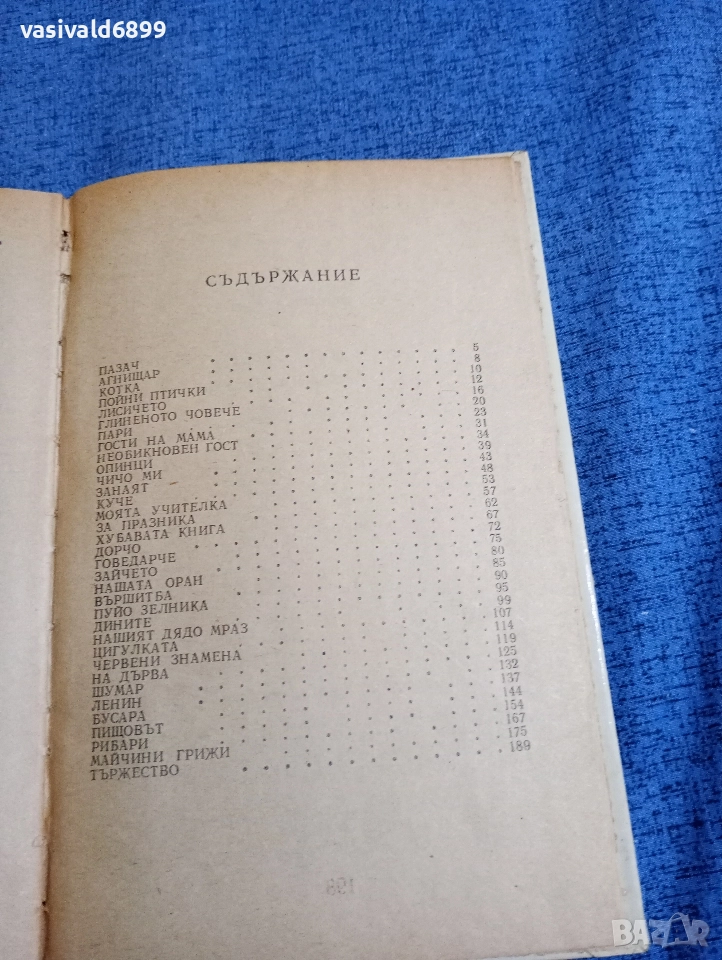 vasivald6899
СЪДЪРЖАНИЕ
ПАЗАЧ 5
АГНИЩАР 8
КОТКА 10
ПОЙНИ ПТИЧКИ 12
ЛИСИЧЕТО 16
ГЛИНЕНОТО ЧОВЕЧЕ 20
ПАРИ 23
ГОСТИ НА МАМА 31
НЕОБИКНОВЕН ГОСТ 34
ОПИНЦИ 39
ЧИЧО МИ 43
ЗАНАЯТ 48
КУЧЕ 53
МОЯТА УЧИТЕЛКА 57
ЗА ПРАЗНИКА 62
ХУБАВАТА КНИГА 67
ДОРЧО 72
ГОВЕДАРЧЕ 75
ЗАЙЧЕТО 80
НАШАТА ОРАН 85
ВЪРШИТБА 90
ПУЙО ЗЕЛНИКА 95
ДИНИТЕ 99
НАШИЯТ ДЯДО МРАЗ 107
ЦИГУЛКАТА 114
ЧЕРВЕНИ ЗНАМЕНА 119
НА ДЪРВА 125
ШУМАР 132
ЛЕНИН 137
БУСАРА 144
ПИЩОВЪТ 154
РИБАРИ 167
МАЙЧИНИ ГРИЖИ 175
ТЪРЖЕСТВО 189
BAZAR